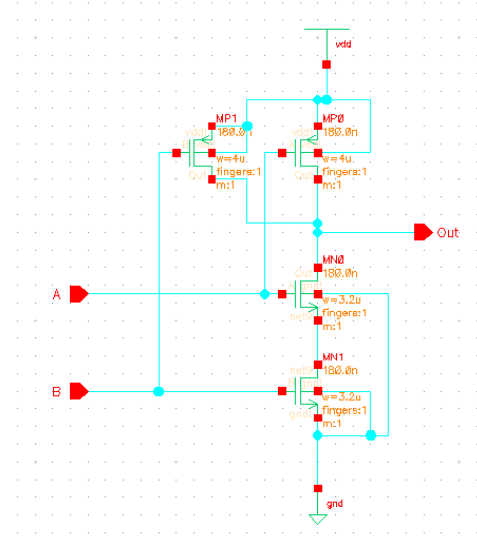 vdd
MP1
180.0n
w=4u
fingers:1
m:1
MP0
180.0n
w=4u
fingers:1
m:1
Out
MN0
180.0n
w=3.2u
fingers:1
m:1
A
MN1
180.0n
w=3.2u
fingers:1
m:1
B
gnd